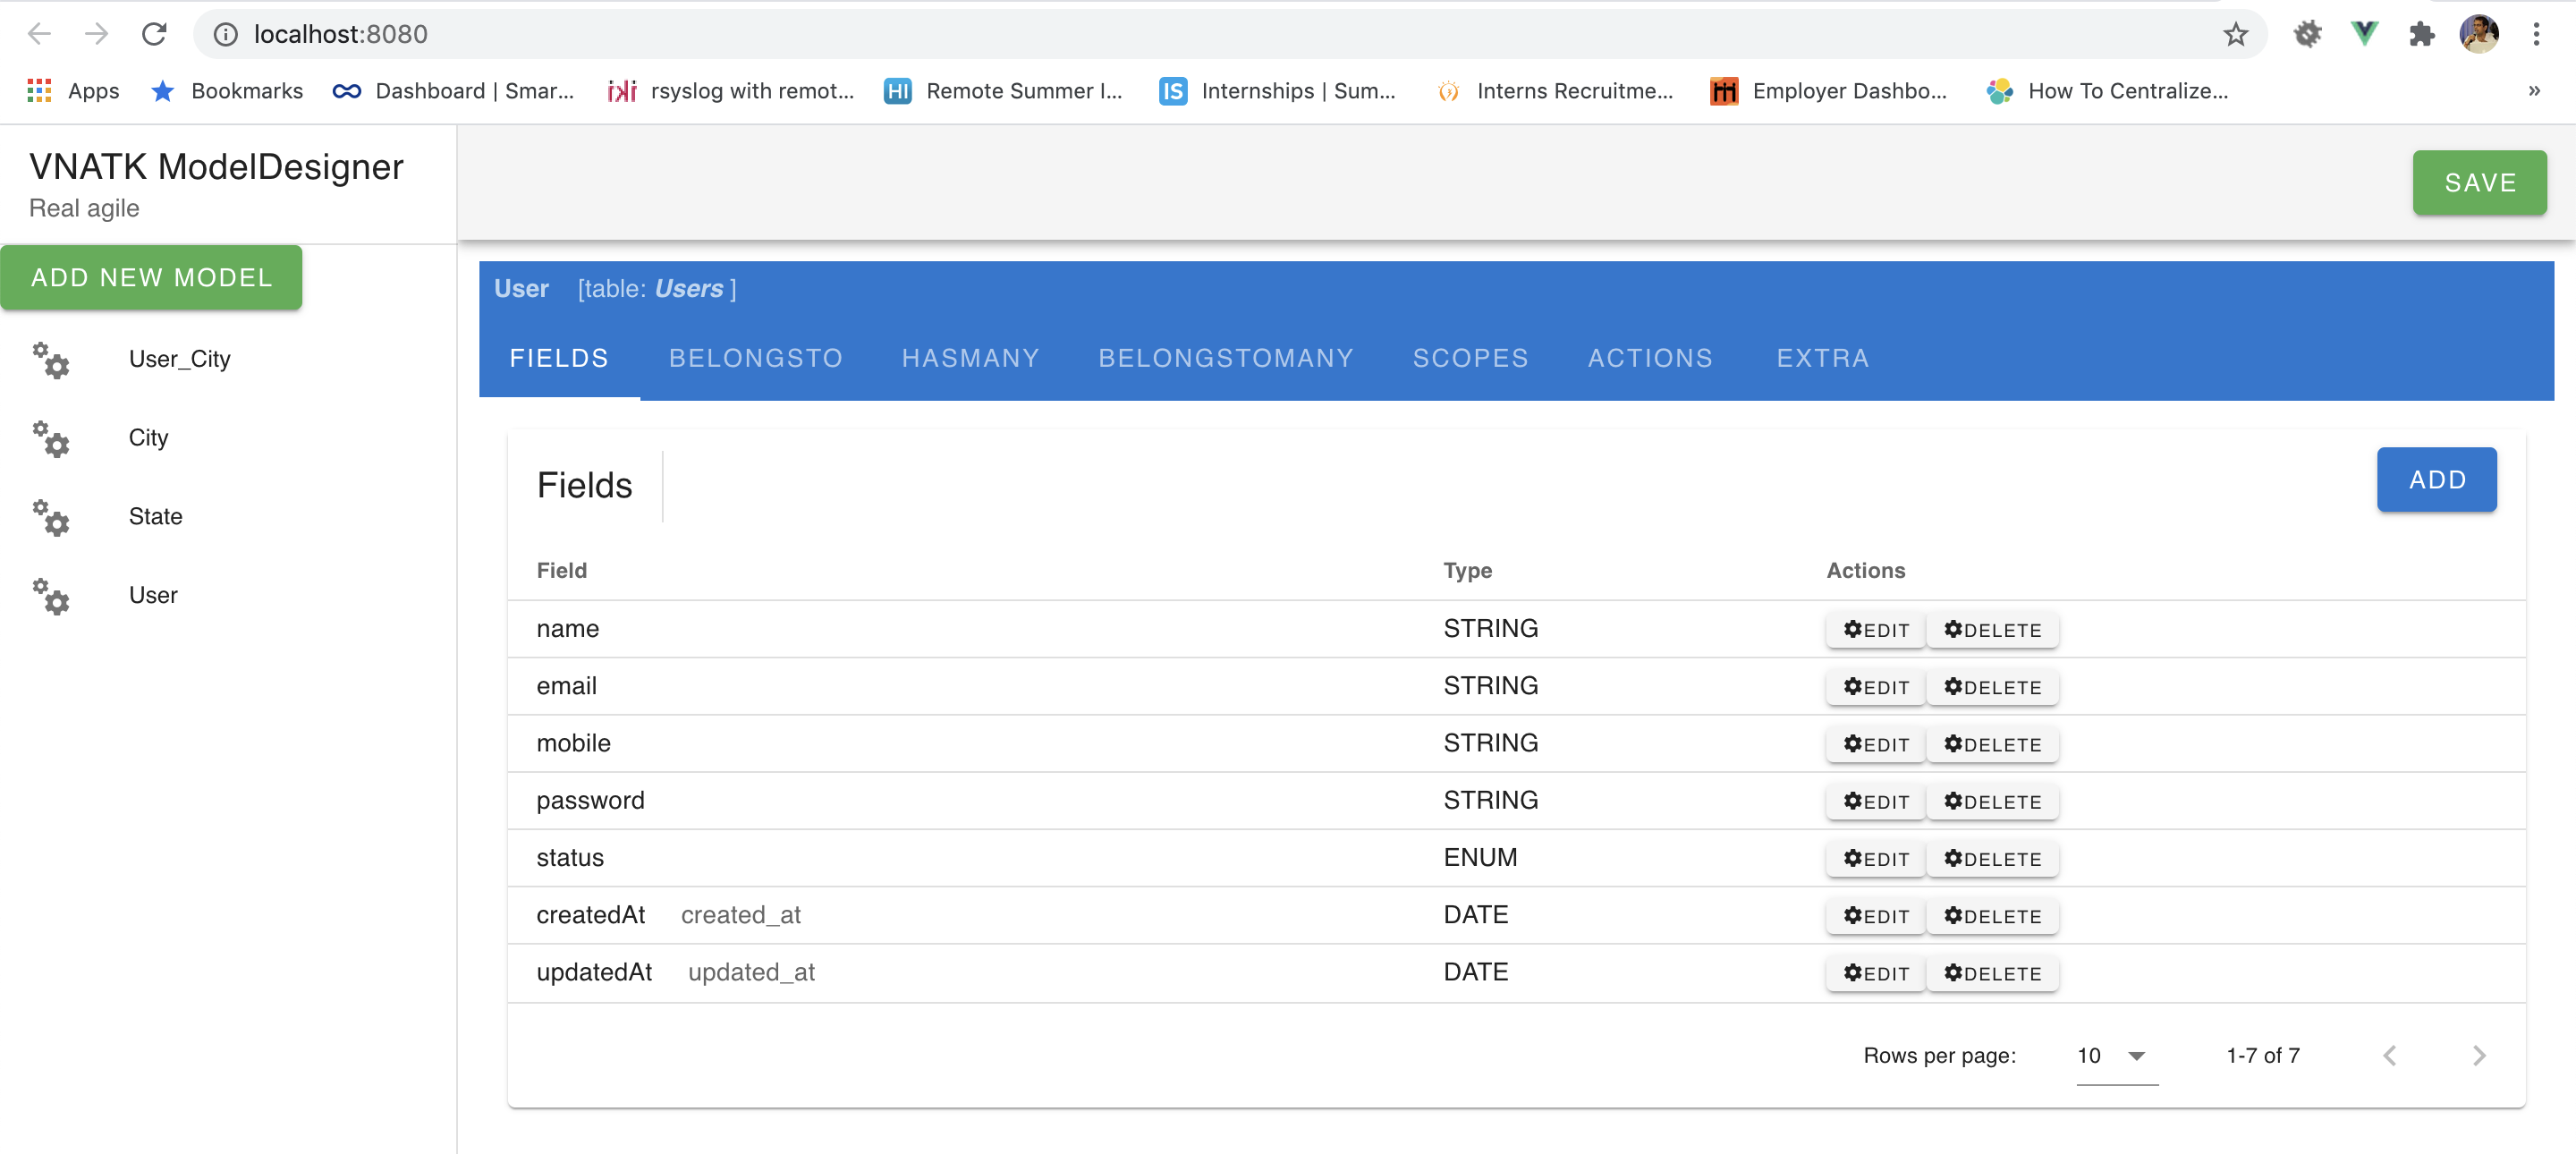 localhost:8080
Apps Bookmarks Dashboard | Smar... rsyslog with remot... HI Remote Summer I... IS Internships | Sum... Interns Recruitme... Employer Dashbo... How To Centralize... »
VNATK ModelDesigner
Real agile
SAVE
ADD NEW MODEL
User_City
City
State
User
User [table: Users ]
FIELDS BELONGSTO HASMANY BELONGSTOMANY SCOPES ACTIONS EXTRA
Fields ADD
Field Type Actions
name STRING EDIT DELETE
email STRING EDIT DELETE
mobile STRING EDIT DELETE
password STRING EDIT DELETE
status ENUM EDIT DELETE
createdAt created_at DATE EDIT DELETE
updatedAt updated_at DATE EDIT DELETE
Rows per page: 10 1-7 of 7